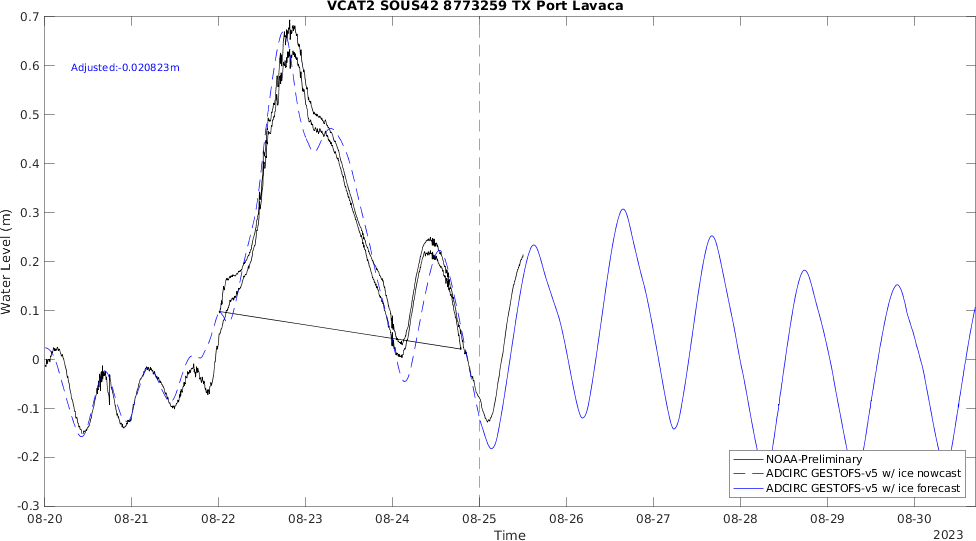 VCAT2 SOUS42 8773259 TX Port Lavaca
Adjusted:-0.020823m
Water Level (m)
0.7
0.6
0.5
0.4
0.3
0.2
0.1
0
-0.1
-0.2
-0.3
NOAA-Preliminary
ADCIRC GESTOFS-v5 w/ ice nowcast
ADCIRC GESTOFS-v5 w/ ice forecast
08-20 08-21 08-22 08-23 08-24 08-25 08-26 08-27 08-28 08-29 08-30
Time
2023